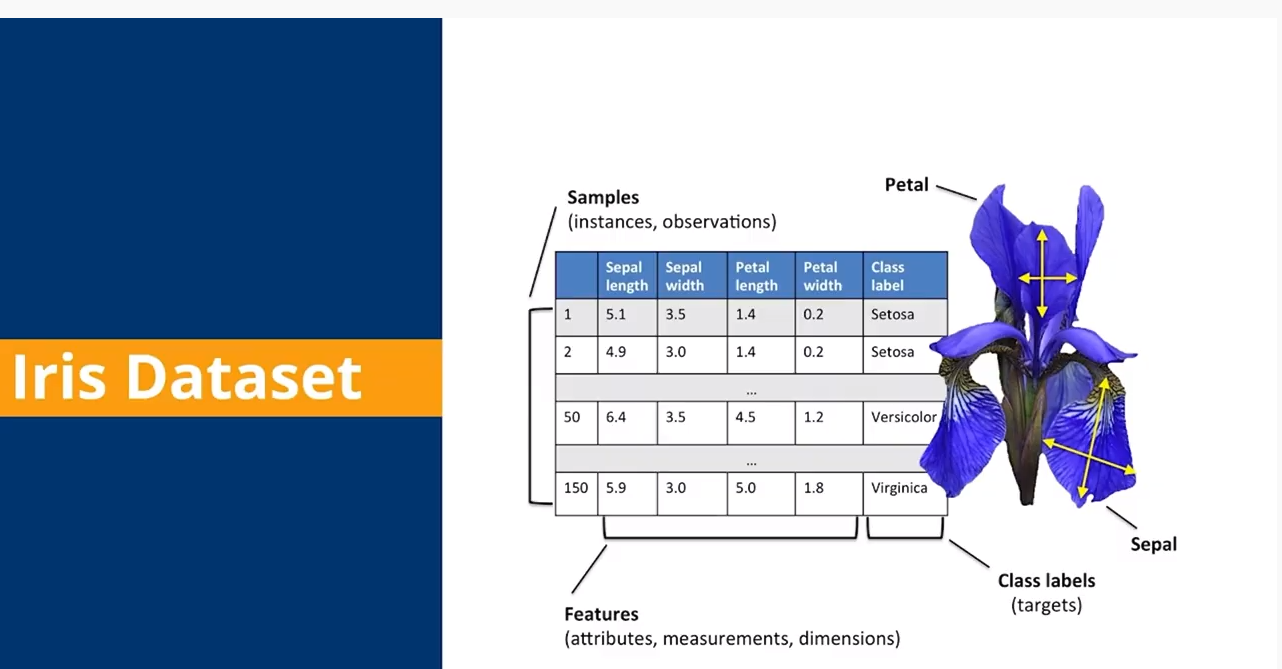 Iris Dataset
Samples
(instances, observations)
Petal
Sepal length Sepal width Petal length Petal width Class label
1 5.1 3.5 1.4 0.2 Setosa
2 4.9 3.0 1.4 0.2 Setosa
...
50 6.4 3.5 4.5 1.2 Versicolor
...
150 5.9 3.0 5.0 1.8 Virginica
Sepal
Class labels
(targets)
Features
(attributes, measurements, dimensions)